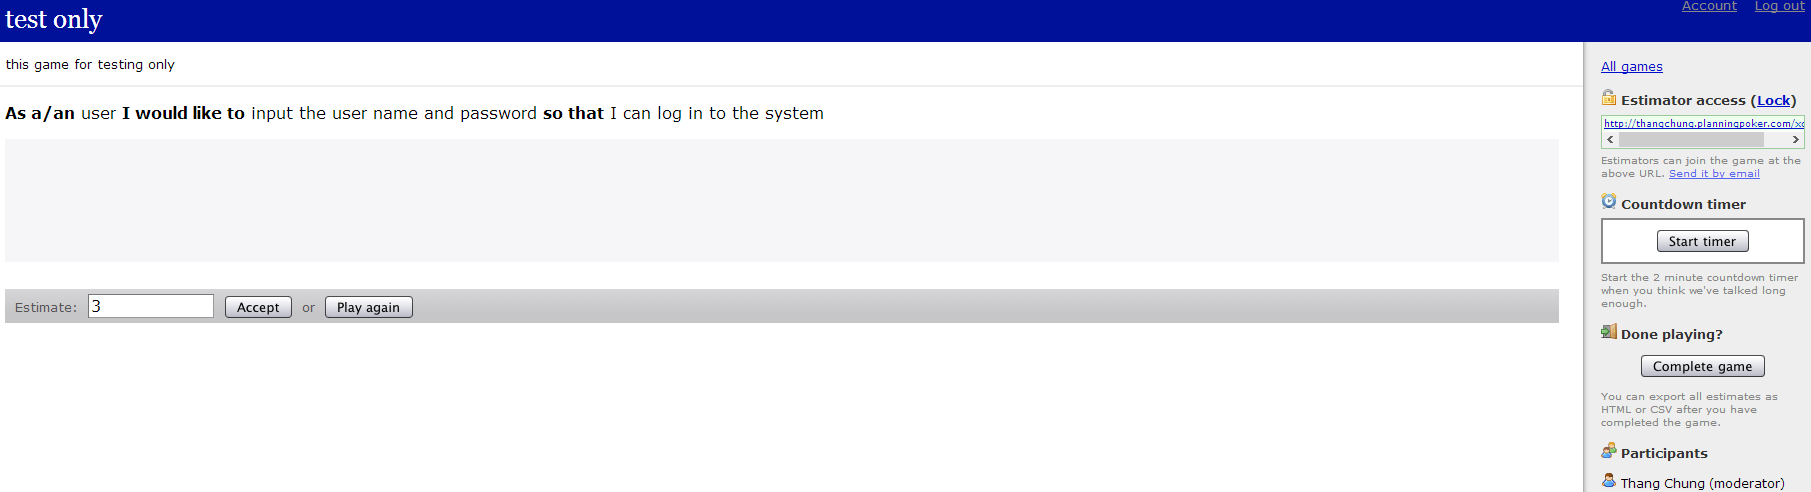 test only
Account Log out
this game for testing only
As a/an user I would like to input the user name and password so that I can log in to the system
Estimate: 3 Accept or Play again
All games
Estimator access (Lock)
http://thangchung.planningpoker.com/
Estimators can join the game at the
above URL. Send it by email
Countdown timer
Start timer
Start the 2 minute countdown timer
when you think we've talked long
enough.
Done playing?
Complete game
You can export all estimates as
HTML or CSV after you have
completed the game.
Participants
Thang Chung (moderator)